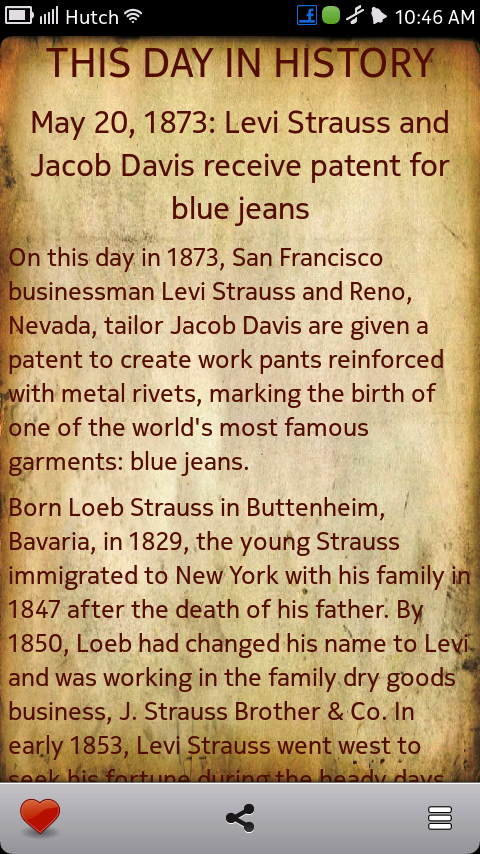 Hutch 10:46 AM
THIS DAY IN HISTORY
May 20, 1873: Levi Strauss and
Jacob Davis receive patent for
blue jeans
On this day in 1873, San Francisco
businessman Levi Strauss and Reno,
Nevada, tailor Jacob Davis are given a
patent to create work pants reinforced
with metal rivets, marking the birth of
one of the world's most famous
garments: blue jeans.
Born Loeb Strauss in Buttenheim,
Bavaria, in 1829, the young Strauss
immigrated to New York with his family in
1847 after the death of his father. By
1850, Loeb had changed his name to Levi
and was working in the family dry goods
business, J. Strauss Brother & Co. In
early 1853, Levi Strauss went west to
seek his fortune during the heady days